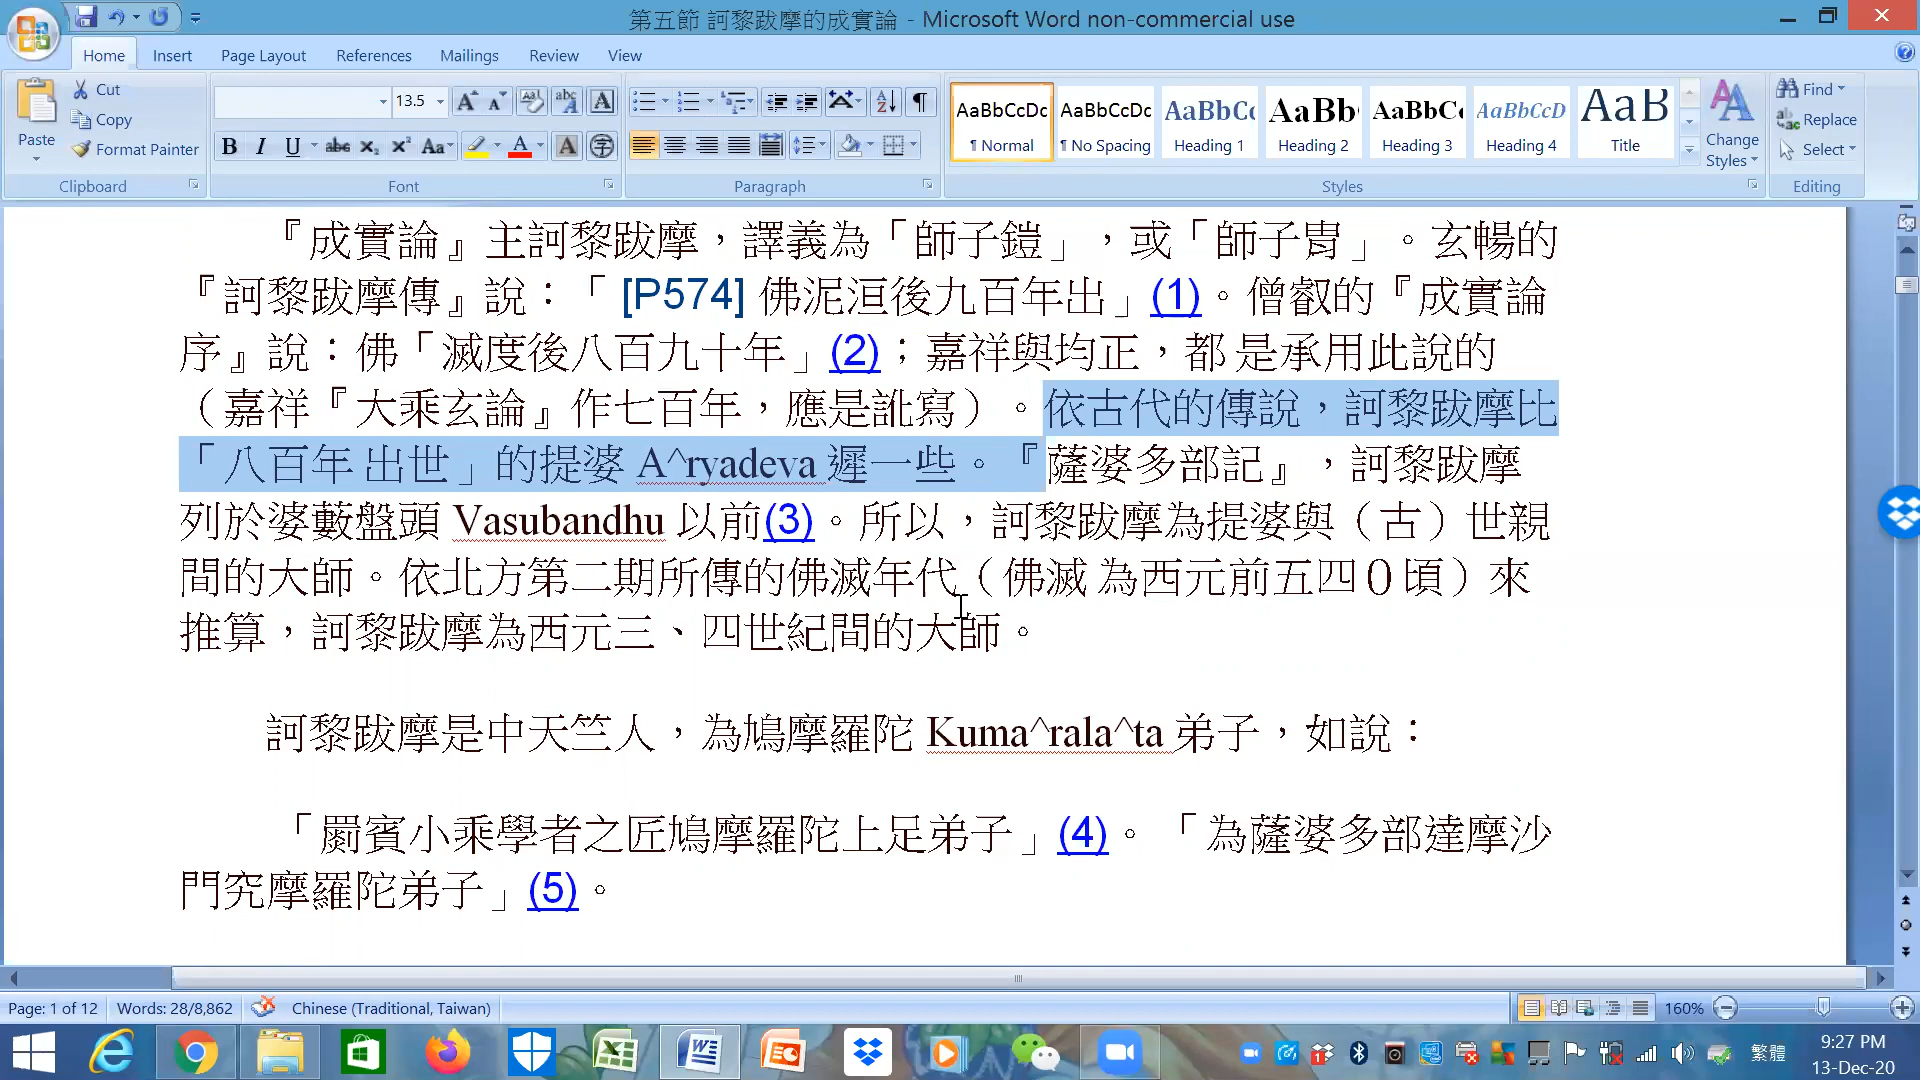 第五節 訶黎跋摩的成實論 - Microsoft Word non-commercial use
Home Insert Page Layout References Mailings Review View
Paste
Cut
Copy
Format Painter
Clipboard
13.5
Font
Paragraph
AaBbCcDc AaBbCcDc AaBbCc AaBb AaBbCc AaBbCcD AaB
¶ Normal ¶ No Spacing Heading 1 Heading 2 Heading 3 Heading 4 Title
Change Styles
Styles
Find
Replace
Select
Editing
『成實論』主訶黎跋摩，譯義為「師子鎧」，或「師子冑」。玄暢的
『訶黎跋摩傳』說：「 [P574] 佛泥洹後九百年出」(1)。僧叡的『成實論
序』說：佛「滅度後八百九十年」(2)；嘉祥與均正，都 是承用此說的
（嘉祥『大乘玄論』作七百年，應是訛寫）。依古代的傳說，訶黎跋摩比
「八百年 出世」的提婆 A^ryadeva 遲一些。『薩婆多部記』，訶黎跋摩
列於婆藪盤頭 Vasubandhu 以前(3)。所以，訶黎跋摩為提婆與（古）世親
間的大師。依北方第二期所傳的佛滅年代（佛滅 為西元前五四０頃）來
推算，訶黎跋摩為西元三、四世紀間的大師。
訶黎跋摩是中天竺人，為鳩摩羅陀 Kuma^rala^ta 弟子，如說：
「罽賓小乘學者之匠鳩摩羅陀上足弟子」(4)。「為薩婆多部達摩沙
門究摩羅陀弟子」(5)。
Page: 1 of 12 Words: 28/8,862 Chinese (Traditional, Taiwan) 160%
繁體
9:27 PM
13-Dec-20